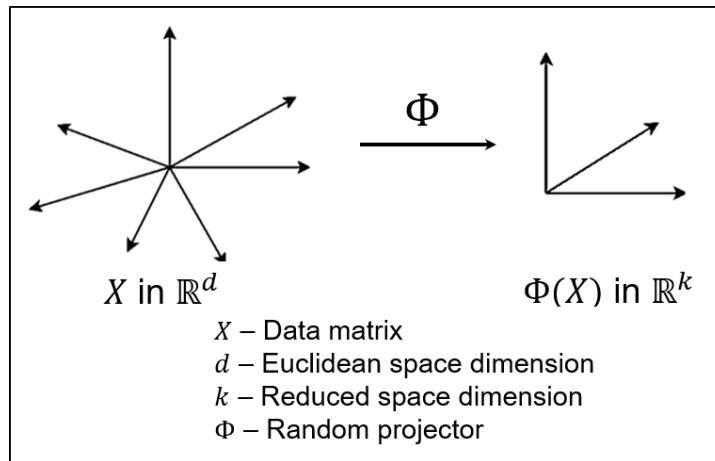 Φ
X in ℝ^d
Φ(X) in ℝ^k
X – Data matrix
d – Euclidean space dimension
k – Reduced space dimension
Φ – Random projector